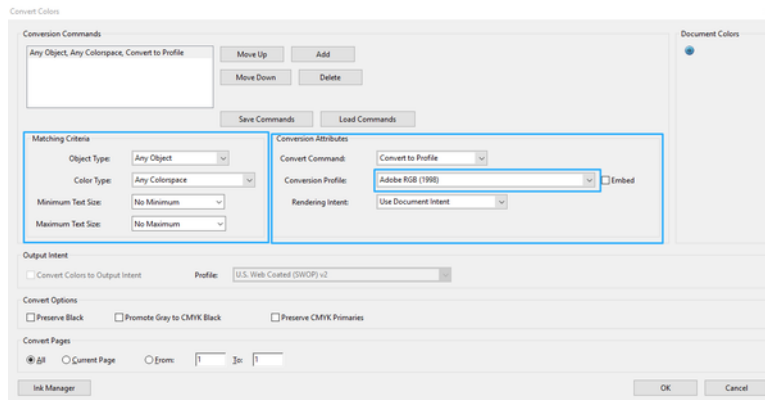 Convert Colors
Conversion Commands
Document Colors
Any Object, Any Colorspace, Convert to Profile
Move Up
Add
Move Down
Delete
Save Commands
Load Commands
Matching Criteria
Object Type: Any Object
Color Type: Any Colorspace
Minimum Text Size: No Minimum
Maximum Text Size: No Maximum
Conversion Attributes
Convert Command: Convert to Profile
Conversion Profile: Adobe RGB (1998) Embed
Rendering Intent: Use Document Intent
Output Intent
Convert Colors to Output Intent Profile: U.S. Web Coated (SWOP) v2
Convert Options
Preserve Black Promote Gray to CMYK Black Preserve CMYK Primaries
Convert Pages
All Current Page From: 1 To: 1
Ink Manager
OK
Cancel